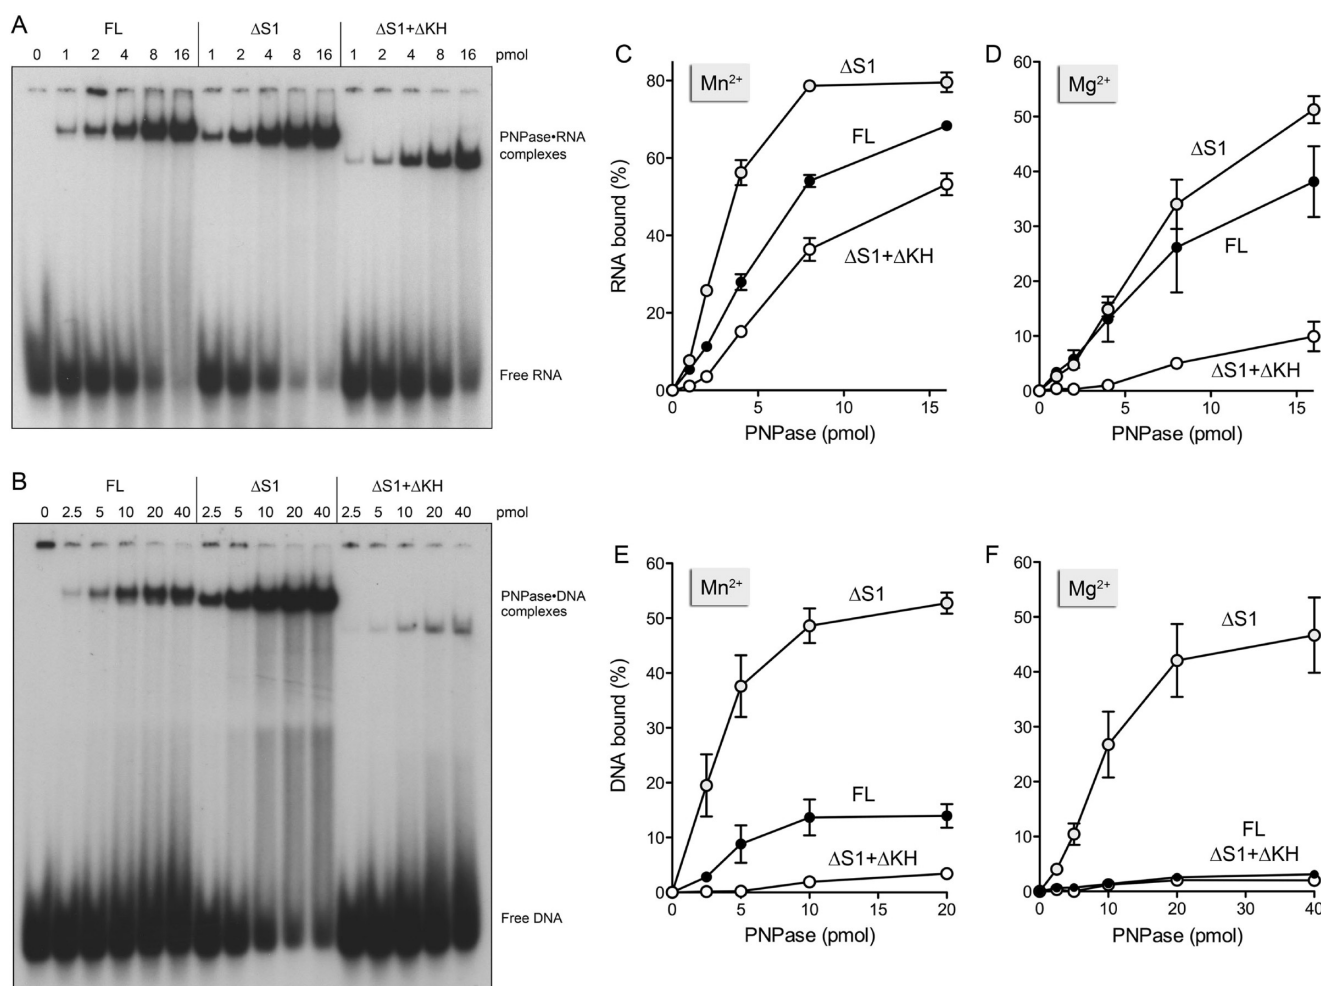 A
FL ΔS1 ΔS1+ΔKH
0 1 2 4 8 16 1 2 4 8 16 1 2 4 8 16 pmol
PNPase•RNA
complexes
Free RNA
B
FL ΔS1 ΔS1+ΔKH
0 2.5 5 10 20 40 2.5 5 10 20 40 2.5 5 10 20 40 pmol
PNPase•DNA
complexes
Free DNA
C
Mn²⁺
ΔS1
FL
ΔS1+ΔKH
RNA bound (%)
80
60
40
20
0
0 5 10 15
PNPase (pmol)
D
Mg²⁺
ΔS1
FL
ΔS1+ΔKH
60
50
40
30
20
10
0
0 5 10 15
PNPase (pmol)
E
Mn²⁺
ΔS1
FL
ΔS1+ΔKH
DNA bound (%)
60
50
40
30
20
10
0
0 5 10 15 20
PNPase (pmol)
F
Mg²⁺
ΔS1
FL
ΔS1+ΔKH
60
50
40
30
20
10
0
0 10 20 30 40
PNPase (pmol)